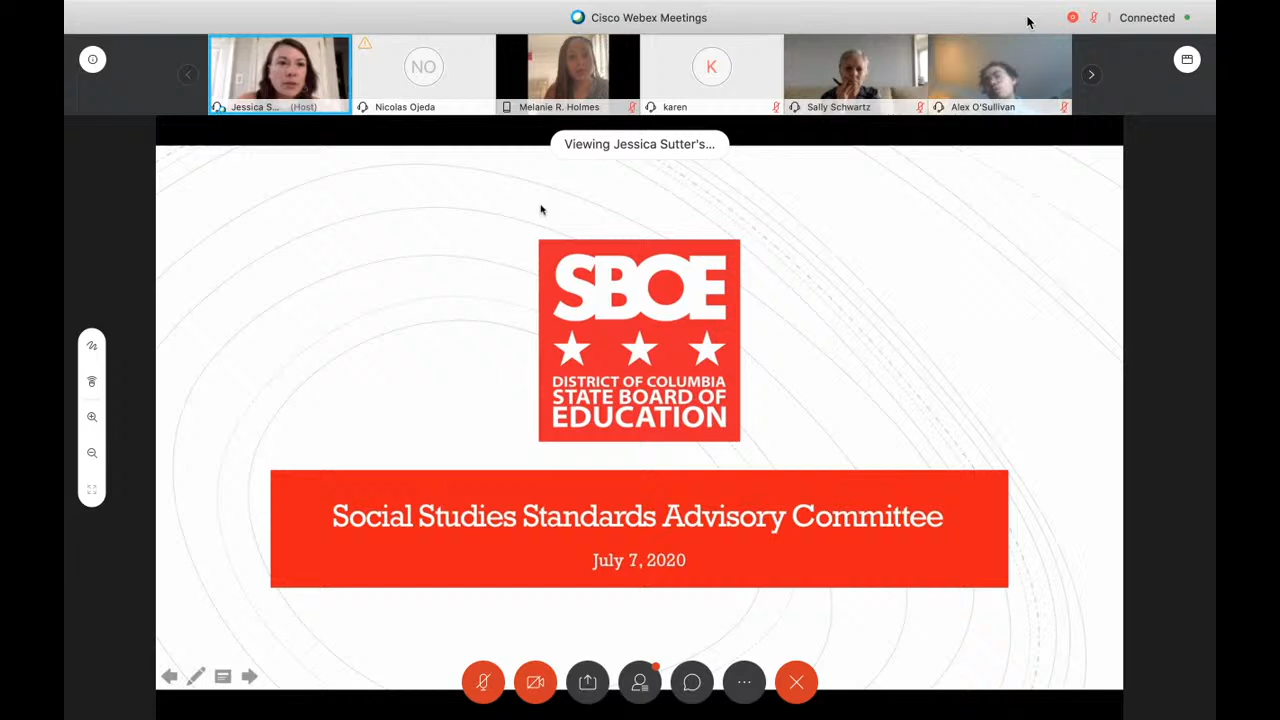 Cisco Webex Meetings
Connected
NO
K
Jessica S... (Host)
Nicolas Ojeda
Melanie R. Holmes
karen
Sally Schwartz
Alex O'Sullivan
Viewing Jessica Sutter's...
SBOE
DISTRICT OF COLUMBIA
STATE BOARD OF
EDUCATION
Social Studies Standards Advisory Committee
July 7, 2020